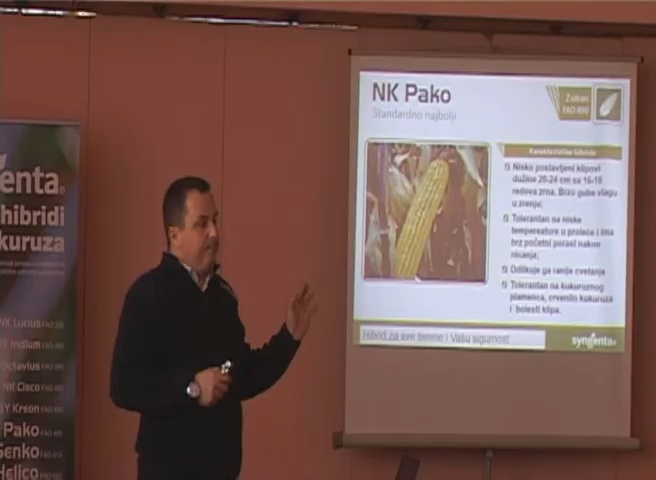 enta.
hibridi
kuruza
NK Lucius
Iridium
Octavius
NK Cisco
Y Kreon
Pako
Senko
Helico
NK Pako
Standardno najbolji
Zuban
FAO 490
Karakteristike hibrida
Nisko postavljeni klipovi
dužine 20-24 cm sa 16-18
redova zrna. Brzo gube vlagu
u zrenju;
Tolerantan na niske
temperature u proleće i ima
brz početni porast nakon
nicanja;
Odlikuje ga ranije cvetanje
Tolerantan na kukuruznog
plamenca, crvenilo kukuruza
i bolesti klipa.
Hibrid za sve terene i Vašu sigurnost
syngenta